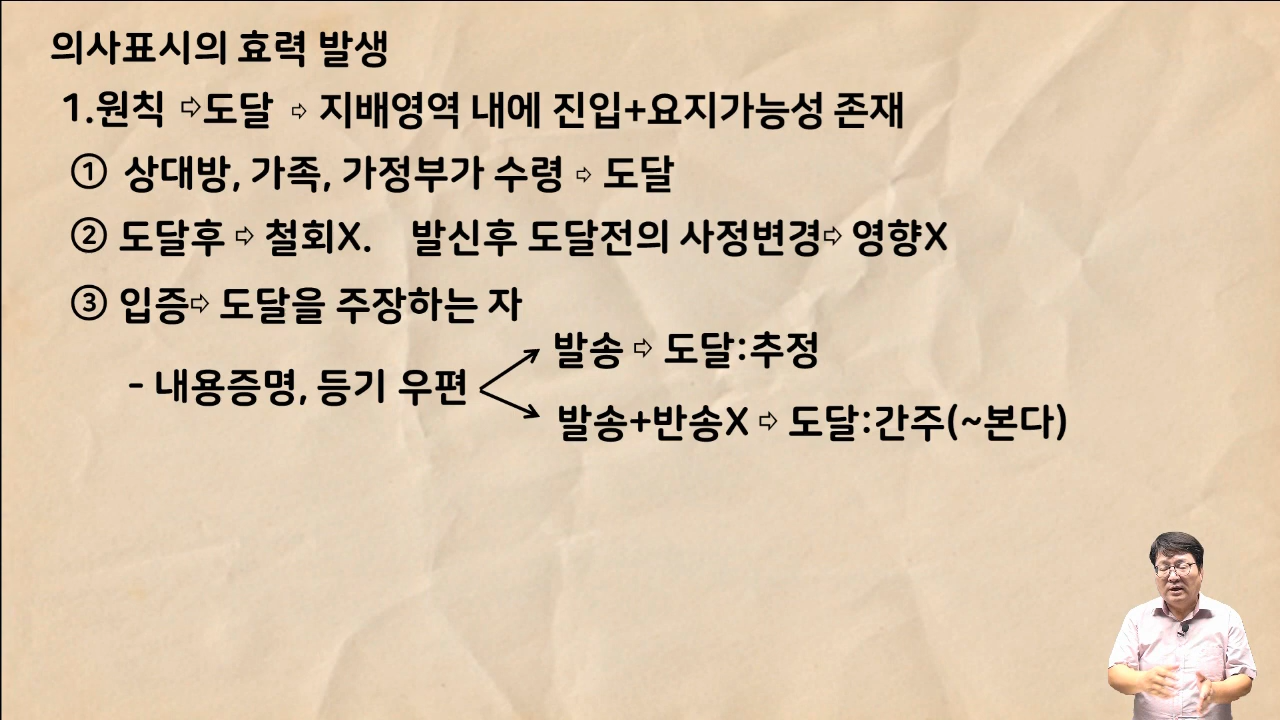 의사표시의 효력 발생
1.원칙 ⇨도달 ⇨ 지배영역 내에 진입+요지가능성 존재
① 상대방, 가족, 가정부가 수령 ⇨ 도달
② 도달후 ⇨ 철회X. 발신후 도달전의 사정변경⇨ 영향X
③ 입증⇨ 도달을 주장하는 자
발송 ⇨ 도달:추정
- 내용증명, 등기 우편
발송+반송X ⇨ 도달:간주(~본다)